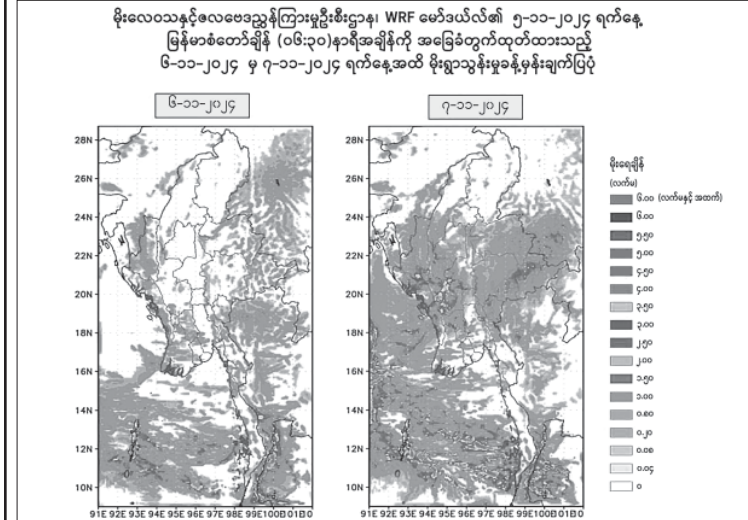 မိုးလေဝသနှင့်ဇလဗေဒညွှန်ကြားမှုဦးစီးဌာန၊ WRF မော်ဒယ်လ်၏ ၅-၁၁-၂၀၂၄ ရက်နေ့
မြန်မာစံတော်ချိန် (၀၆:၃၀)နာရီအချိန်ကို အခြေခံတွက်ထုတ်ထားသည့်
၆-၁၁-၂၀၂၄ မှ ၇-၁၁-၂၀၂၄ ရက်နေ့အထိ မိုးရွာသွန်းမှုခန့်မှန်းချက်ပြပုံ
၆-၁၁-၂၀၂၄
၇-၁၁-၂၀၂၄
28N
26N
24N
22N
20N
18N
16N
14N
12N
10N
91E 92E 93E 94E 95E 96E 97E 98E 99E 100E 101E 10
28N
26N
24N
22N
20N
18N
16N
14N
12N
10N
91E 92E 93E 94E 95E 96E 97E 98E 99E 100E 101E 10
မိုးရေချိန်
(လက်မ)
၆.၀၀ (လက်မနှင့် အထက်)
၆.၀၀
၅.၅၀
၅.၀၀
၄.၅၀
၄.၀၀
၃.၅၀
၃.၀၀
၂.၅၀
၂.၀၀
၁.၅၀
၁.၀၀
၀.၈၀
၀.၂၀
၀.၀၈
၀.၀၄
၀